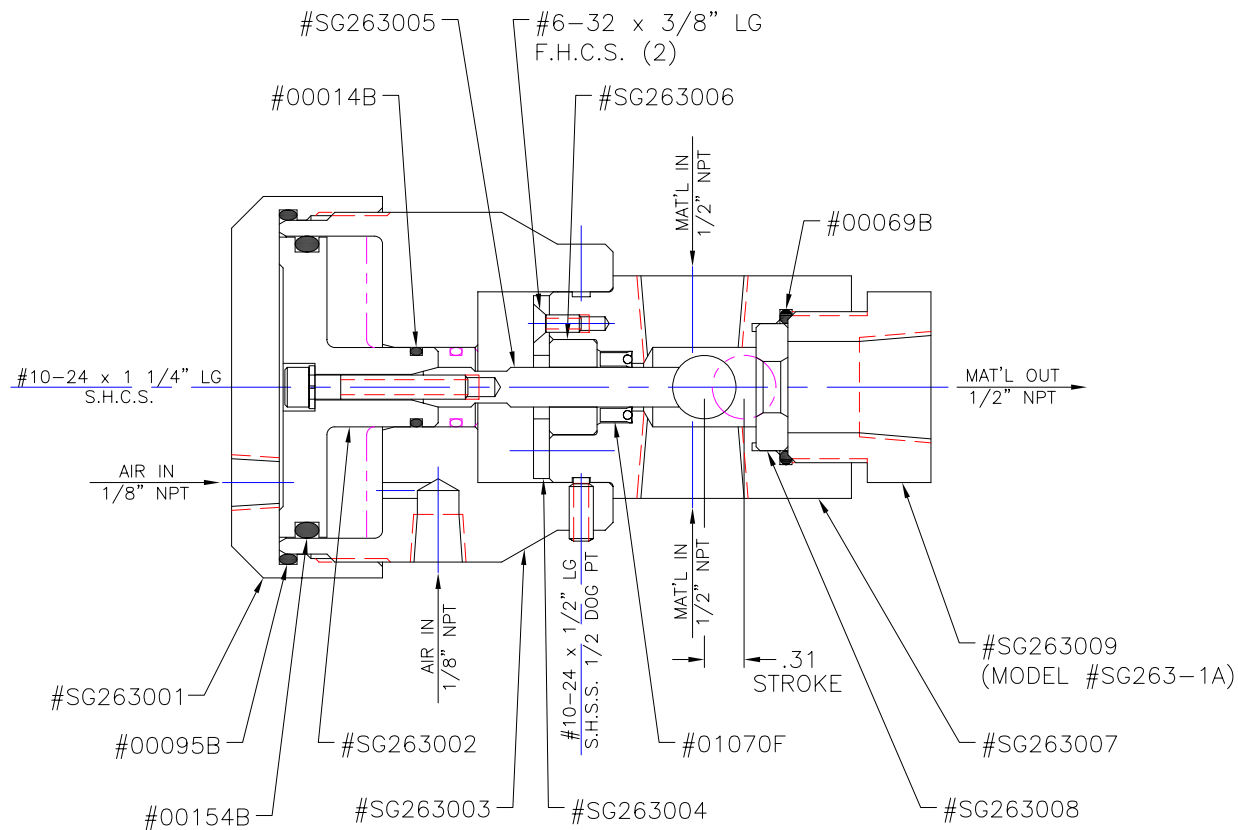 #SG263005
#6-32 x 3/8" LG
F.H.C.S. (2)
#00014B
#SG263006
MAT'L IN
1/2" NPT
#00069B
#10-24 x 1 1/4" LG
S.H.C.S.
MAT'L OUT
1/2" NPT
AIR IN
1/8" NPT
AIR IN
1/8" NPT
#10-24 x 1/2" LG
S.H.S.S. 1/2 DOG PT
MAT'L IN
1/2" NPT
.31
STROKE
#SG263009
(MODEL #SG263-1A)
#SG263001
#00095B
#SG263002
#01070F
#SG263007
#00154B
#SG263003
#SG263004
#SG263008